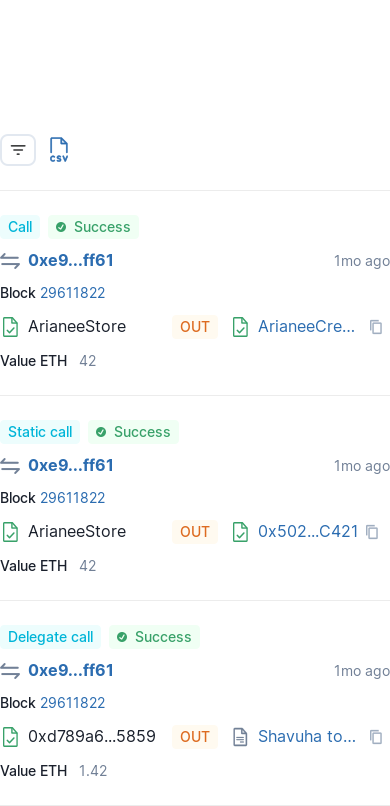 CSV
Call Success
0xe9...ff61 1mo ago
Block 29611822
ArianeeStore OUT ArianeeCre...
Value ETH 42
Static call Success
0xe9...ff61 1mo ago
Block 29611822
ArianeeStore OUT 0x502...C421
Value ETH 42
Delegate call Success
0xe9...ff61 1mo ago
Block 29611822
0xd789a6...5859 OUT Shavuha to...
Value ETH 1.42